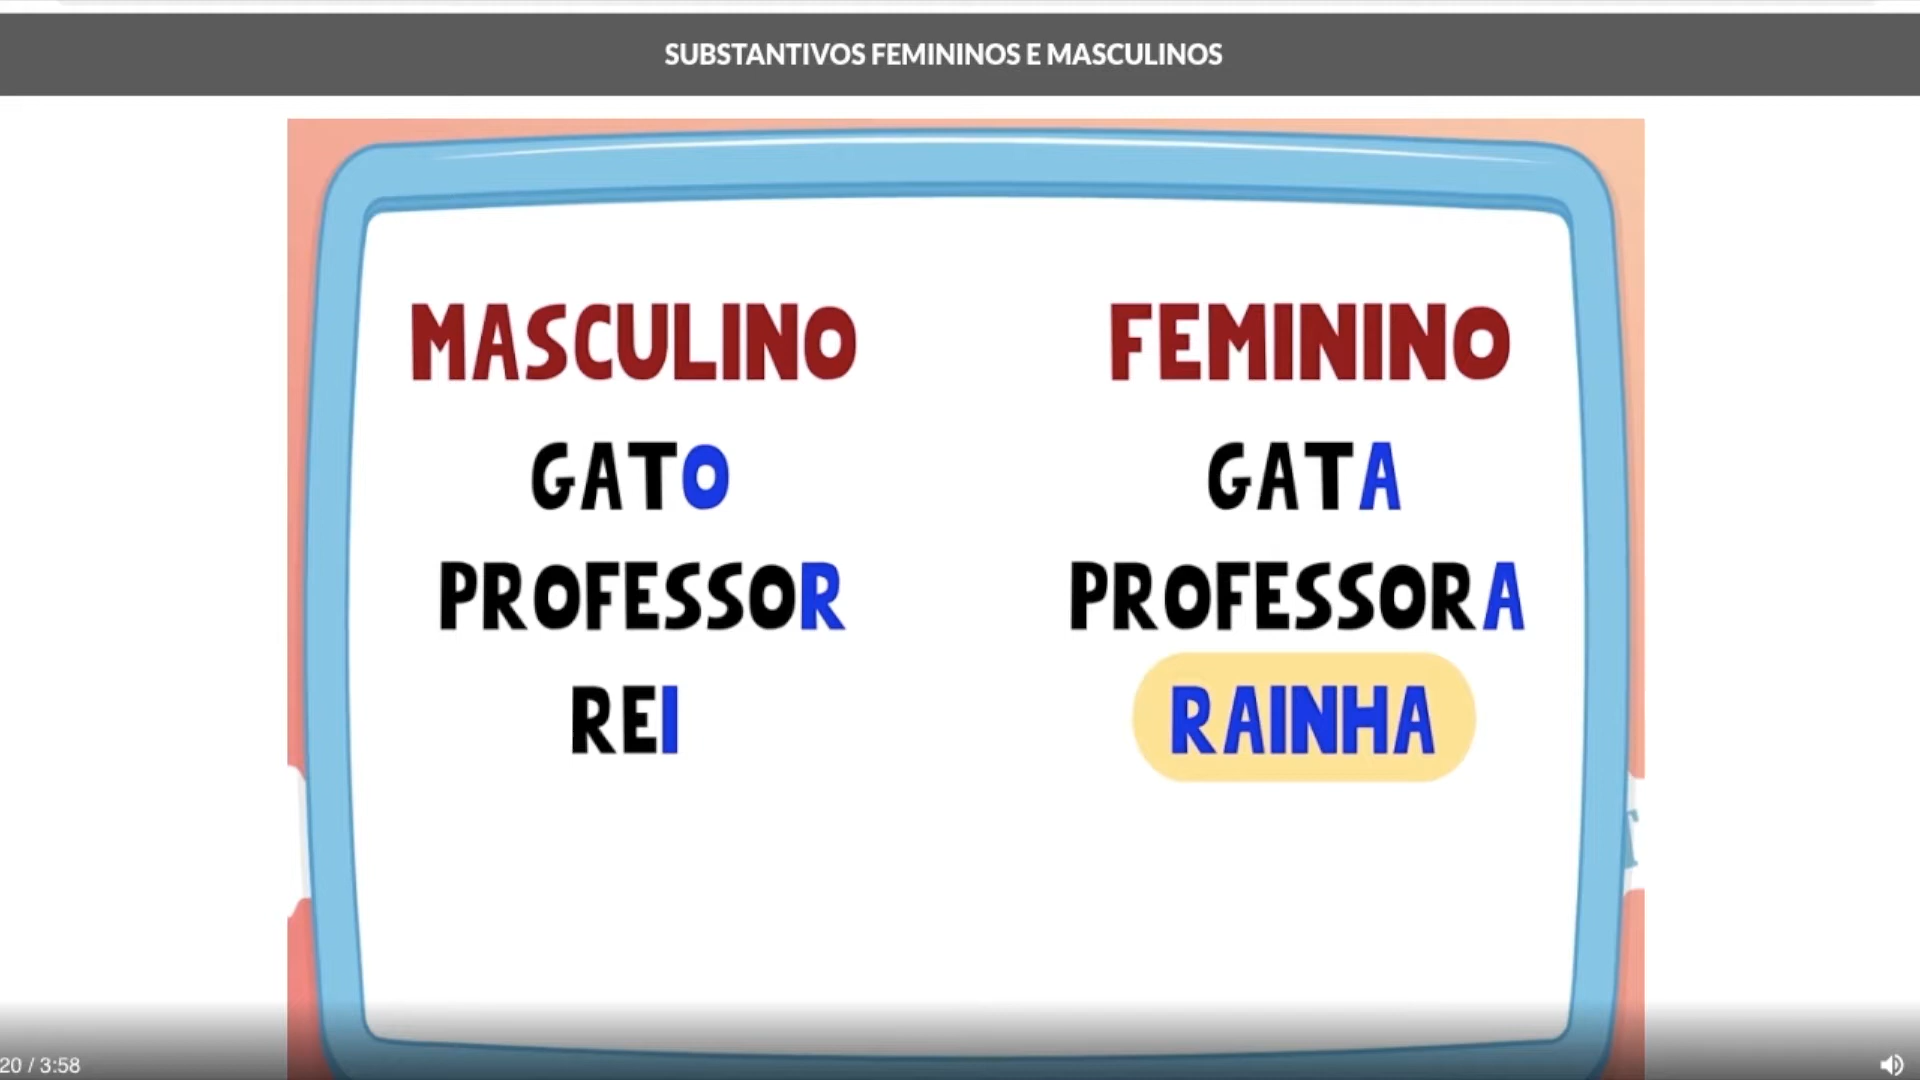 SUBSTANTIVOS FEMININOS E MASCULINOS
MASCULINO FEMININO
GATO GATA
PROFESSOR PROFESSORA
REI RAINHA
20 / 3:58